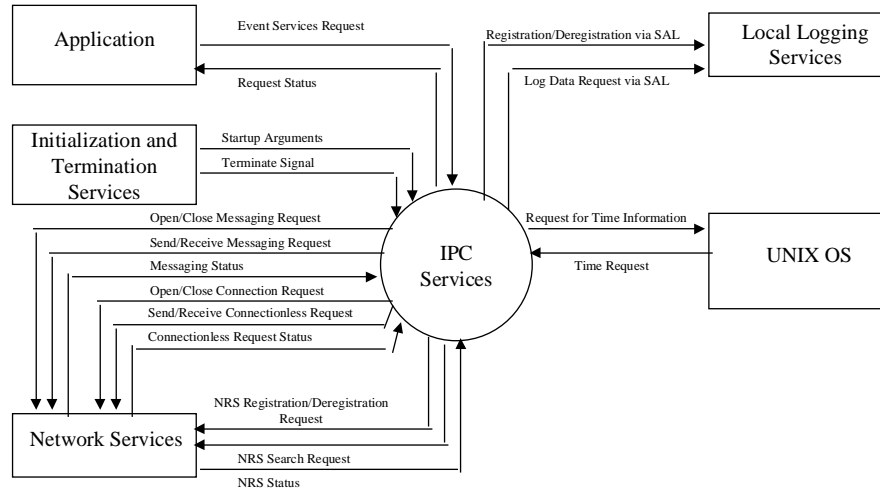 Application
Event Services Request
Request Status
Registration/Deregistration via SAL
Log Data Request via SAL
Local Logging
Services
Initialization and
Termination
Services
Startup Arguments
Terminate Signal
Open/Close Messaging Request
Send/Receive Messaging Request
Messaging Status
Open/Close Connection Request
Send/Receive Connectionless Request
Connectionless Request Status
IPC
Services
Request for Time Information
Time Request
UNIX OS
Network Services
NRS Registration/Deregistration
Request
NRS Search Request
NRS Status